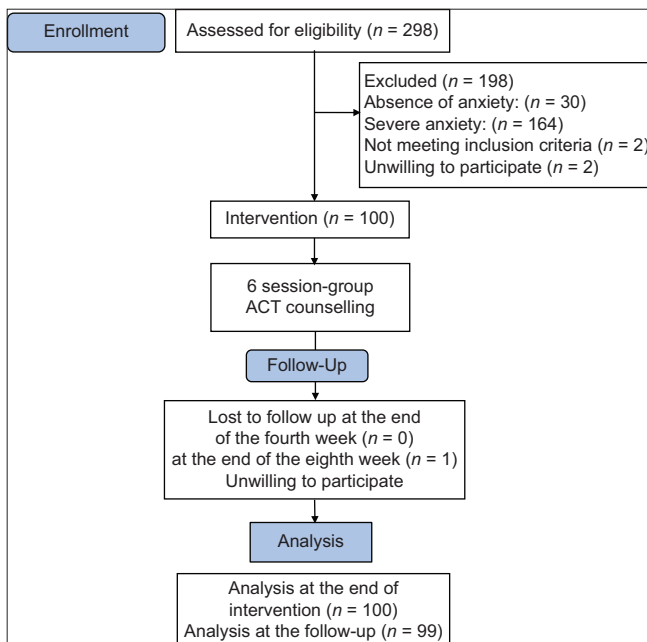 Enrollment
Assessed for eligibility (n = 298)
Excluded (n = 198)
Absence of anxiety: (n = 30)
Severe anxiety: (n = 164)
Not meeting inclusion criteria (n = 2)
Unwilling to participate (n = 2)
Intervention (n = 100)
6 session-group
ACT counselling
Follow-Up
Lost to follow up at the end
of the fourth week (n = 0)
at the end of the eighth week (n = 1)
Unwilling to participate
Analysis
Analysis at the end of
intervention (n = 100)
Analysis at the follow-up (n = 99)